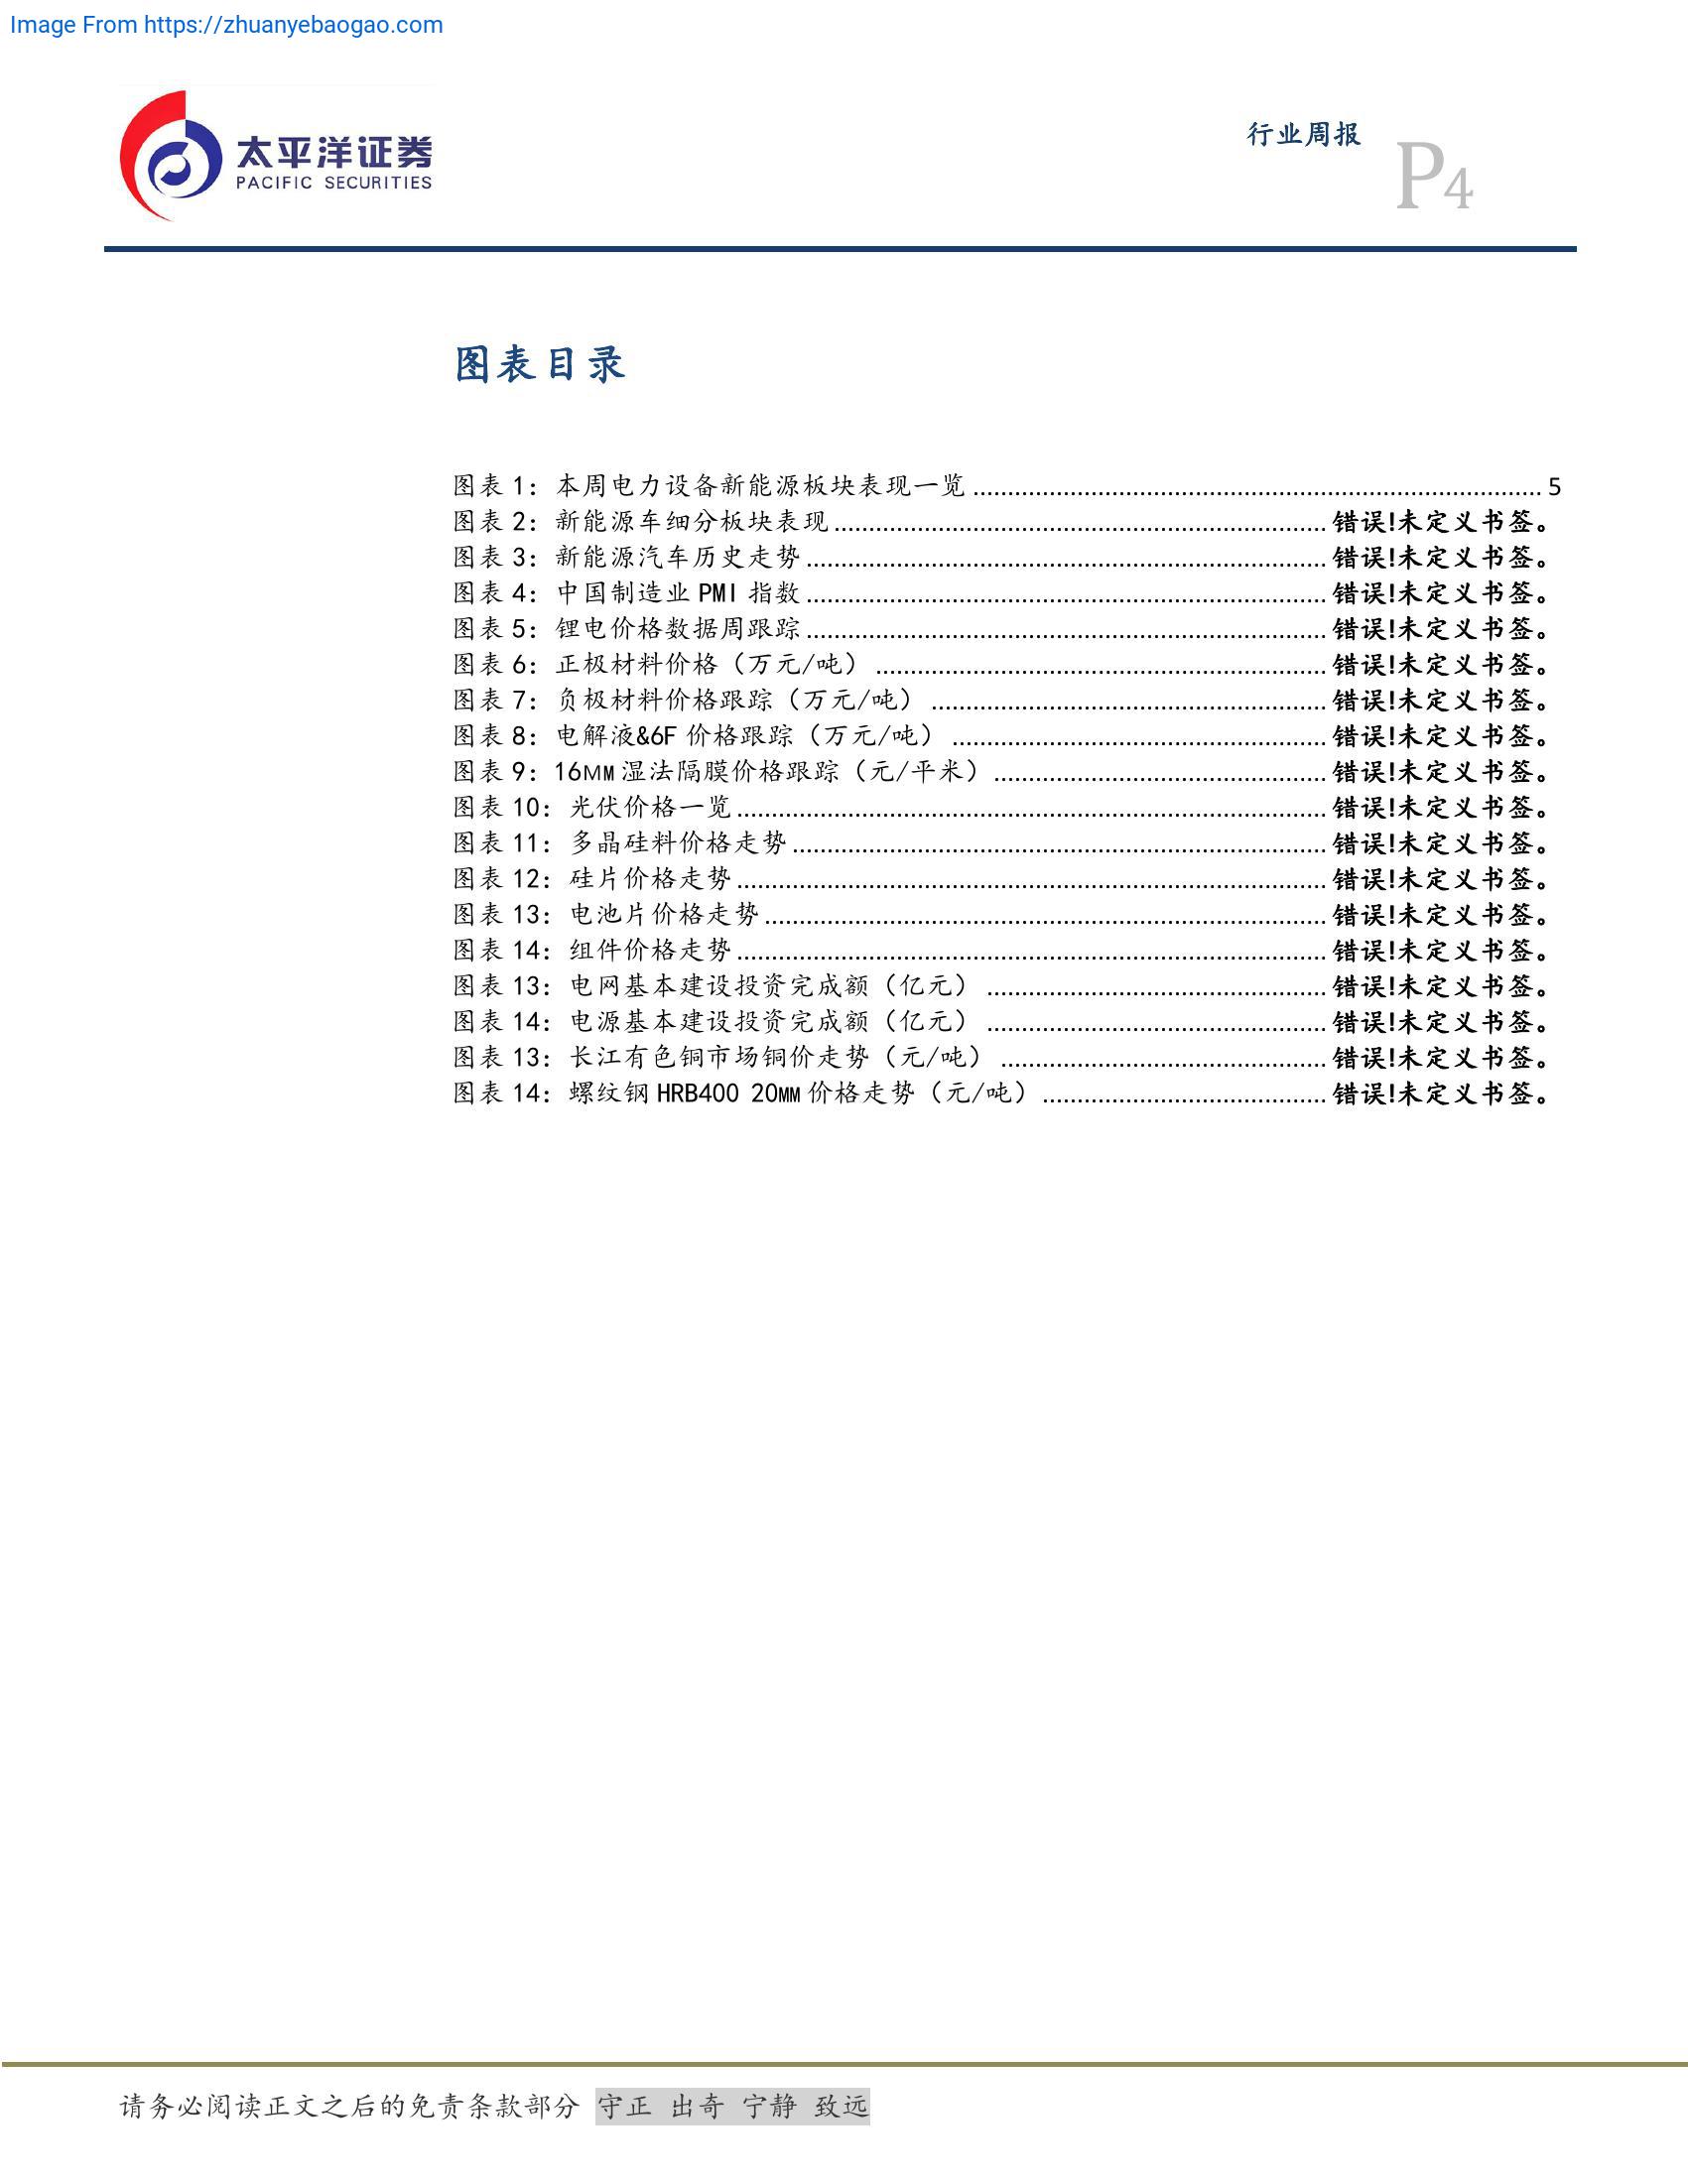 Image From https://zhuanyebaogao.com
太平洋证券
PACIFIC SECURITIES
行业周报
P4
图表目录
图表 1：本周电力设备新能源板块表现一览 ........................................ 5
图表 2：新能源车细分板块表现 ........................................ 错误!未定义书签。
图表 3：新能源汽车历史走势 ........................................ 错误!未定义书签。
图表 4：中国制造业 PMI 指数 ........................................ 错误!未定义书签。
图表 5：锂电价格数据周跟踪 ........................................ 错误!未定义书签。
图表 6：正极材料价格（万元/吨） ........................................ 错误!未定义书签。
图表 7：负极材料价格跟踪（万元/吨） ........................................ 错误!未定义书签。
图表 8：电解液&6F 价格跟踪（万元/吨） ........................................ 错误!未定义书签。
图表 9：16MM 湿法隔膜价格跟踪（元/平米） ........................................ 错误!未定义书签。
图表 10：光伏价格一览 ........................................ 错误!未定义书签。
图表 11：多晶硅料价格走势 ........................................ 错误!未定义书签。
图表 12：硅片价格走势 ........................................ 错误!未定义书签。
图表 13：电池片价格走势 ........................................ 错误!未定义书签。
图表 14：组件价格走势 ........................................ 错误!未定义书签。
图表 13：电网基本建设投资完成额（亿元） ........................................ 错误!未定义书签。
图表 14：电源基本建设投资完成额（亿元） ........................................ 错误!未定义书签。
图表 13：长江有色铜市场铜价走势（元/吨） ........................................ 错误!未定义书签。
图表 14：螺纹钢 HRB400 20MM 价格走势（元/吨） ........................................ 错误!未定义书签。
请务必阅读正文之后的免责条款部分 守正 出奇 宁静 致远